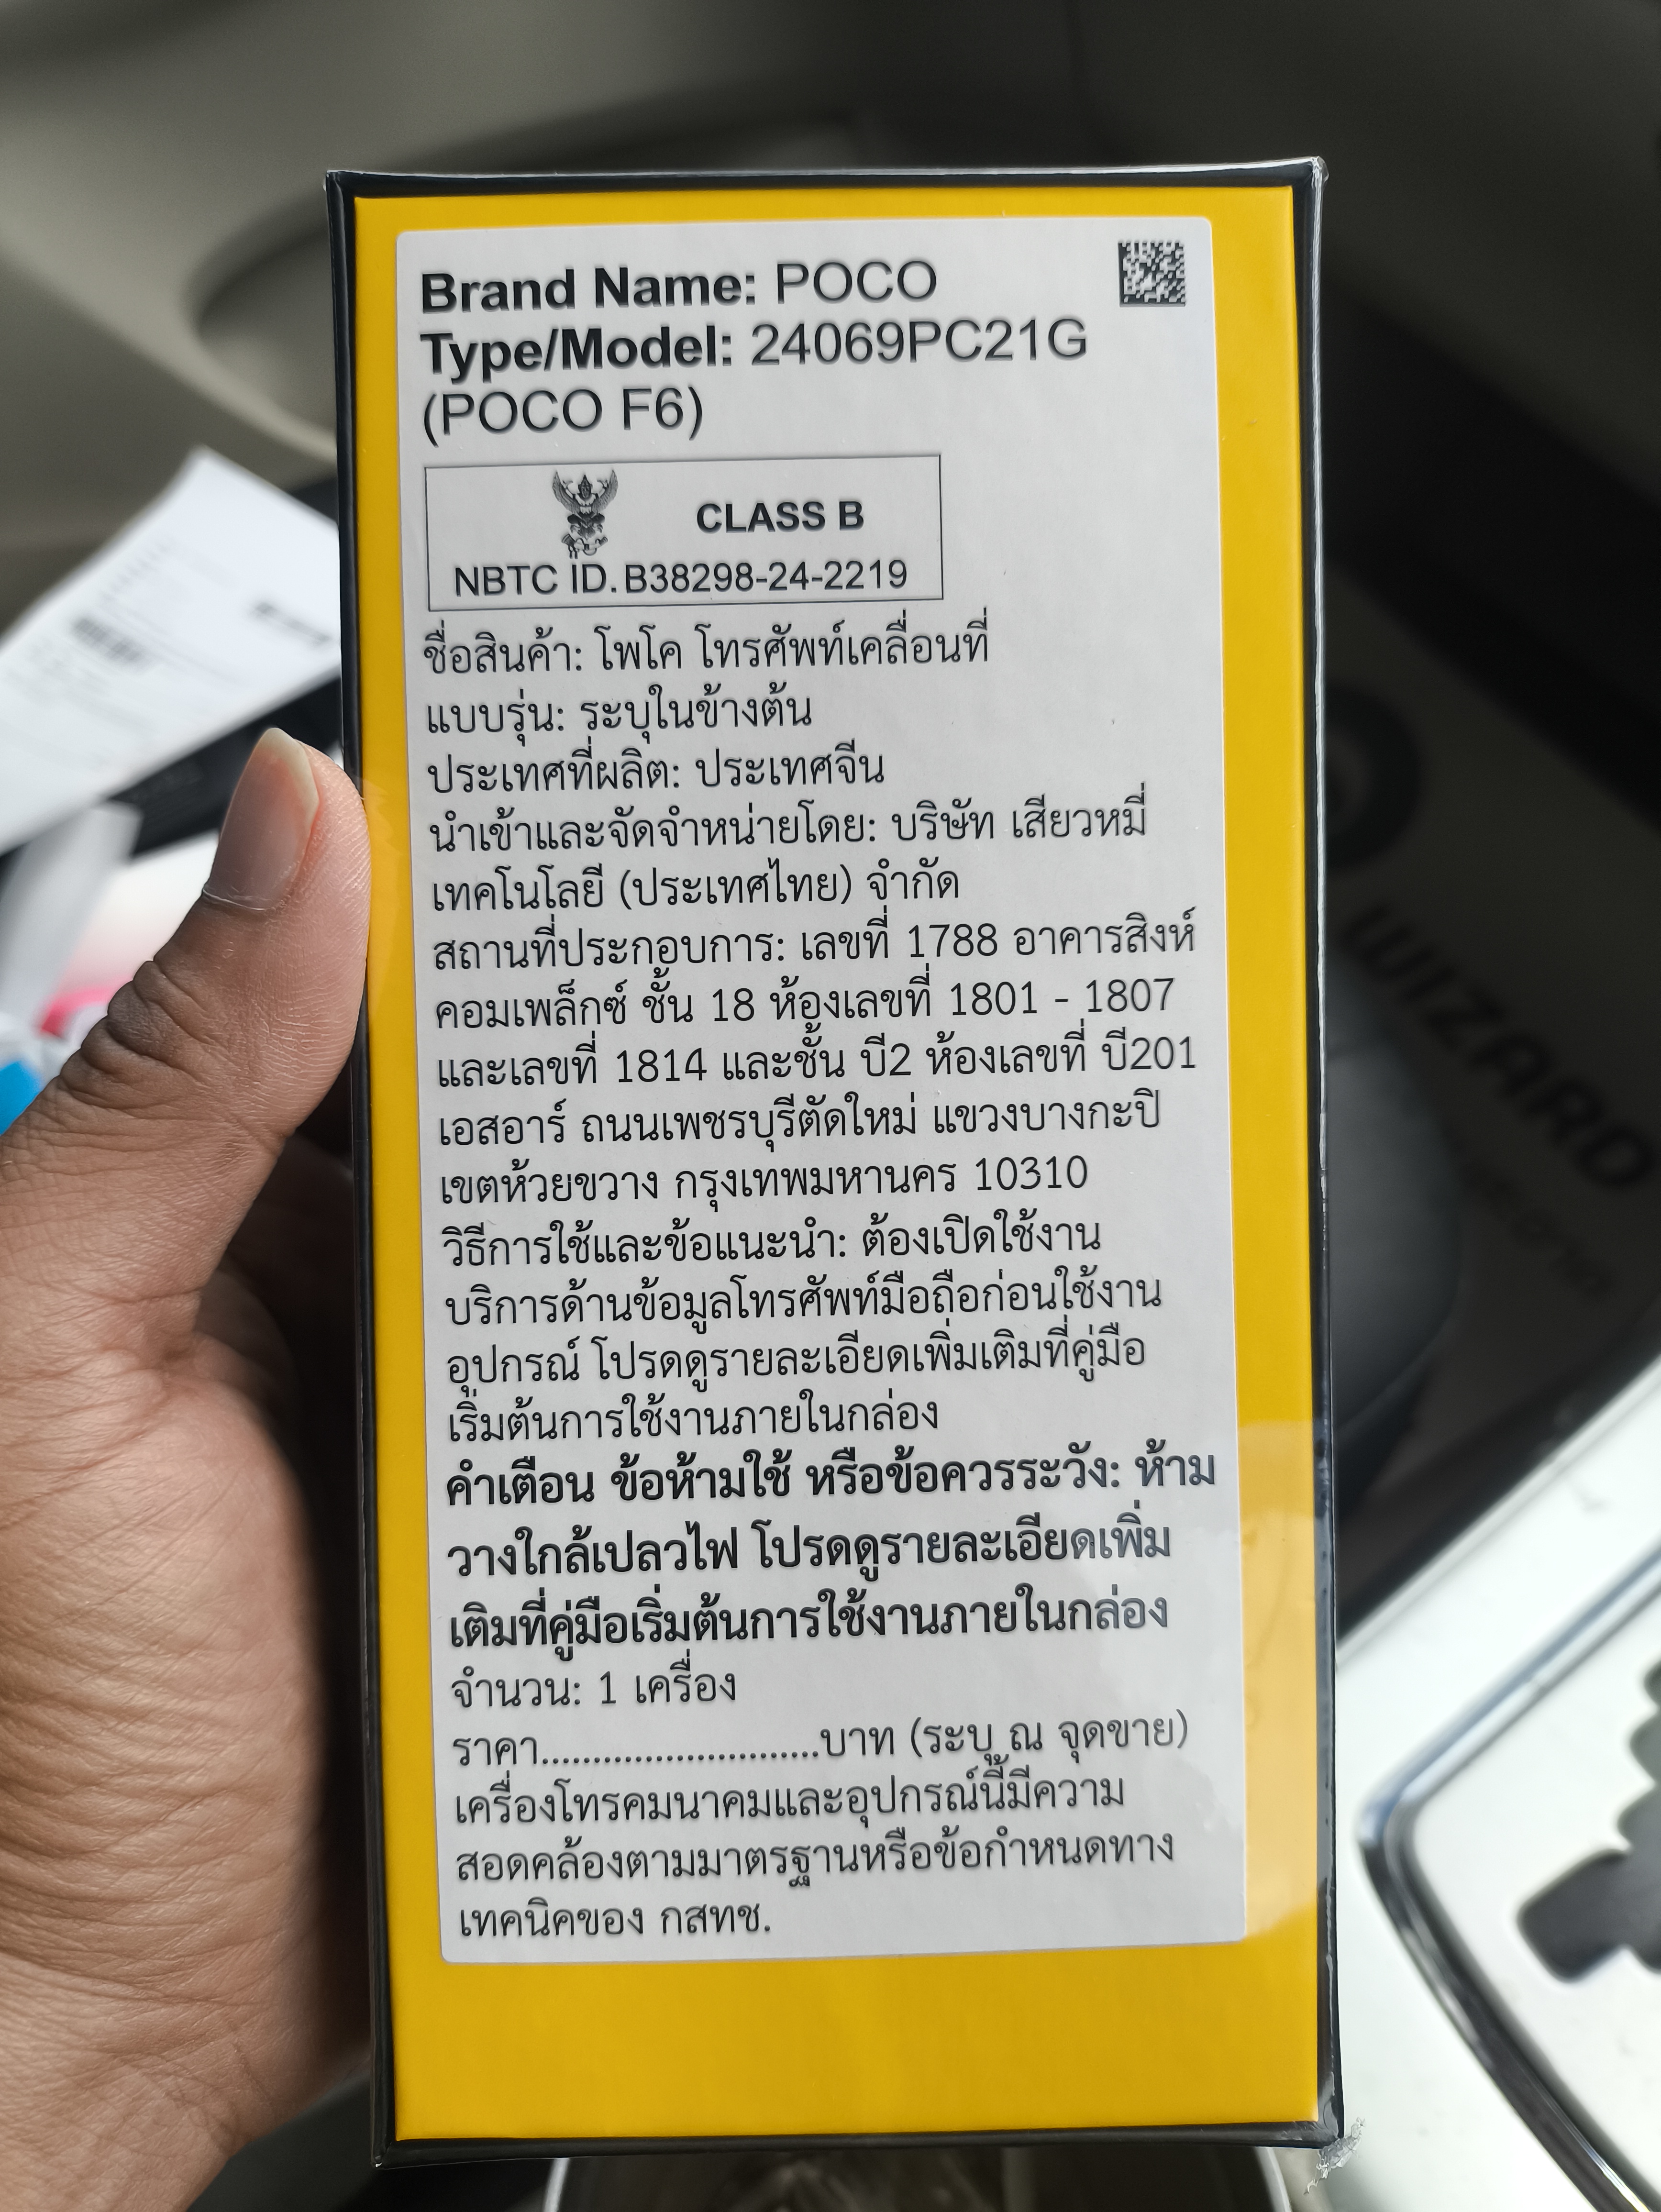 Brand Name: POCO
Type/Model: 24069PC21G
(POCO F6)
CLASS B
NBTC ID. B38298-24-2219
ชื่อสินค้า: โพโค โทรศัพท์เคลื่อนที่
แบบรุ่น: ระบุในข้างต้น
ประเทศที่ผลิต: ประเทศจีน
นำเข้าและจัดจำหน่ายโดย: บริษัท เสียวหมี่
เทคโนโลยี (ประเทศไทย) จำกัด
สถานที่ประกอบการ: เลขที่ 1788 อาคารสิงห์
คอมเพล็กซ์ ชั้น 18 ห้องเลขที่ 1801 - 1807
และเลขที่ 1814 และชั้น บี2 ห้องเลขที่ บี201
เอสอาร์ ถนนเพชรบุรีตัดใหม่ แขวงบางกะปิ
เขตห้วยขวาง กรุงเทพมหานคร 10310
วิธีการใช้และข้อแนะนำ: ต้องเปิดใช้งาน
บริการด้านข้อมูลโทรศัพท์มือถือก่อนใช้งาน
อุปกรณ์ โปรดดูรายละเอียดเพิ่มเติมที่คู่มือ
เริ่มต้นการใช้งานภายในกล่อง
คำเตือน ข้อห้ามใช้ หรือข้อควรระวัง: ห้าม
วางใกล้เปลวไฟ โปรดดูรายละเอียดเพิ่ม
เติมที่คู่มือเริ่มต้นการใช้งานภายในกล่อง
จำนวน: 1 เครื่อง
ราคา...........................บาท (ระบุ ณ จุดขาย)
เครื่องโทรคมนาคมและอุปกรณ์นี้มีความ
สอดคล้องตามมาตรฐานหรือข้อกำหนดทาง
เทคนิคของ กสทช.
WIZARD